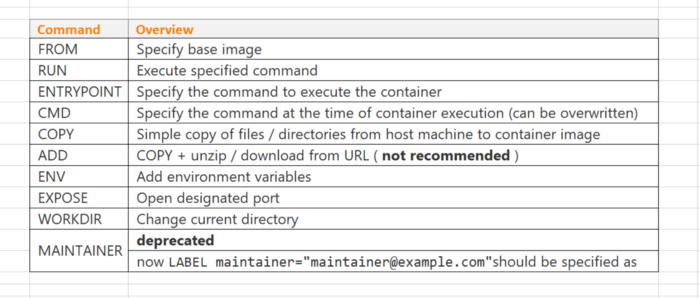 Command Overview
FROM Specify base image
RUN Execute specified command
ENTRYPOINT Specify the command to execute the container
CMD Specify the command at the time of container execution (can be overwritten)
COPY Simple copy of files / directories from host machine to container image
ADD COPY + unzip / download from URL ( not recommended )
ENV Add environment variables
EXPOSE Open designated port
WORKDIR Change current directory
MAINTAINER deprecated
now LABEL maintainer="maintainer@example.com"should be specified as